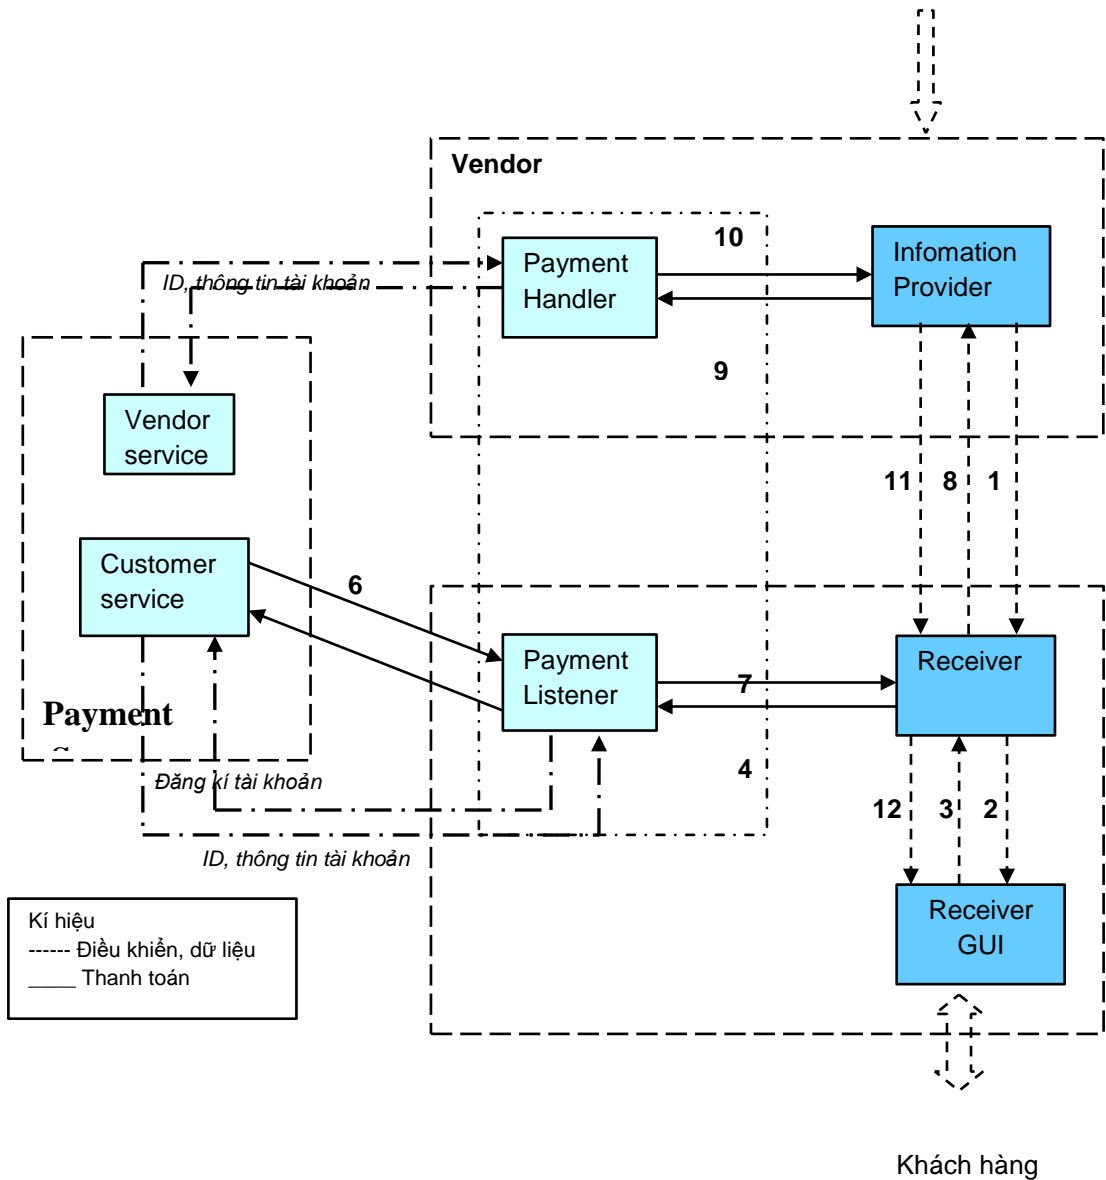 Vendor
10
Payment
Handler
Infomation
Provider
ID, thông tin tài khoản
9
Vendor
service
11
8
1
Customer
service
6
Payment
Listener
7
Receiver
Payment
4
Đăng kí tài khoản
12
3
2
ID, thông tin tài khoản
Receiver
GUI
Kí hiệu
------ Điều khiển, dữ liệu
____ Thanh toán
Khách hàng